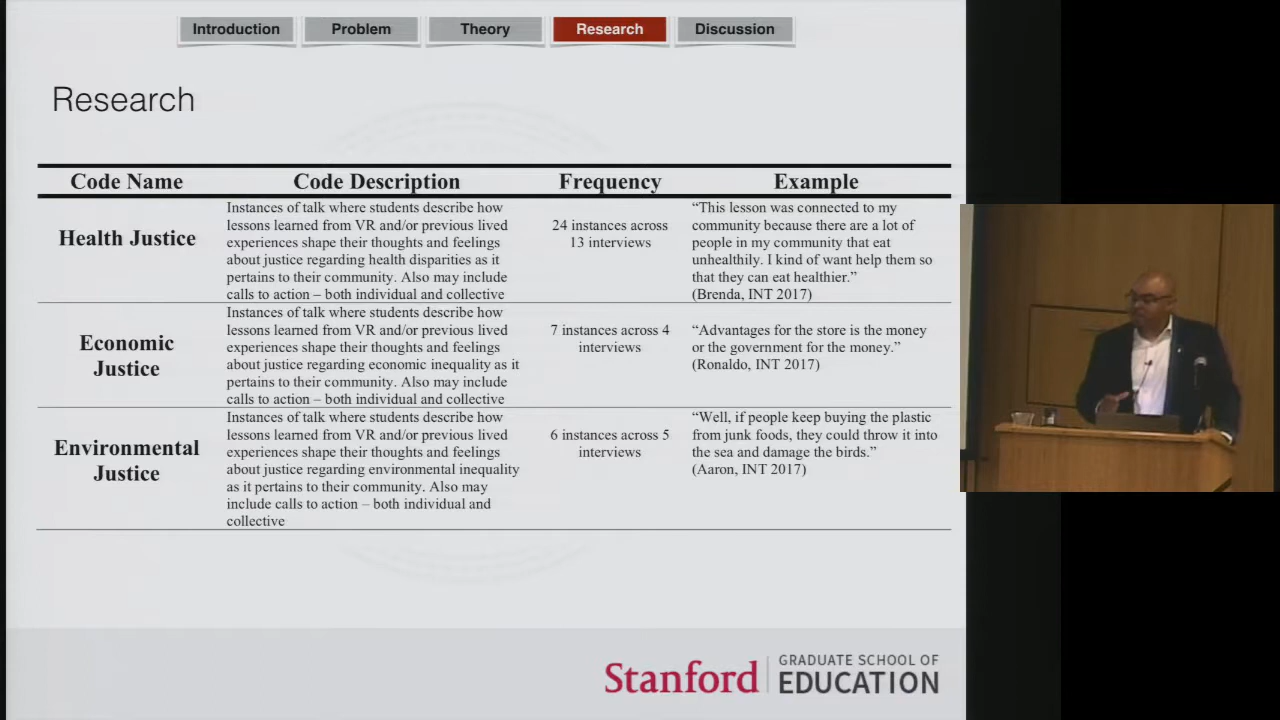 Introduction
Problem
Theory
Research
Discussion
Research
Code Name
Code Description
Frequency
Example
Health Justice
Instances of talk where students describe how
lessons learned from VR and/or previous lived
experiences shape their thoughts and feelings
about justice regarding health disparities as it
pertains to their community. Also may include
calls to action – both individual and collective
24 instances across
13 interviews
“This lesson was connected to my
community because there are a lot of
people in my community that eat
unhealthily. I kind of want help them so
that they can eat healthier.”
(Brenda, INT 2017)
Economic
Justice
Instances of talk where students describe how
lessons learned from VR and/or previous lived
experiences shape their thoughts and feelings
about justice regarding economic inequality as it
pertains to their community. Also may include
calls to action – both individual and collective
7 instances across 4
interviews
“Advantages for the store is the money
or the government for the money.”
(Ronaldo, INT 2017)
Environmental
Justice
Instances of talk where students describe how
lessons learned from VR and/or previous lived
experiences shape their thoughts and feelings
about justice regarding environmental inequality
as it pertains to their community. Also may
include calls to action – both individual and
collective
6 instances across 5
interviews
“Well, if people keep buying the plastic
from junk foods, they could throw it into
the sea and damage the birds.”
(Aaron, INT 2017)
Stanford
GRADUATE SCHOOL OF
EDUCATION